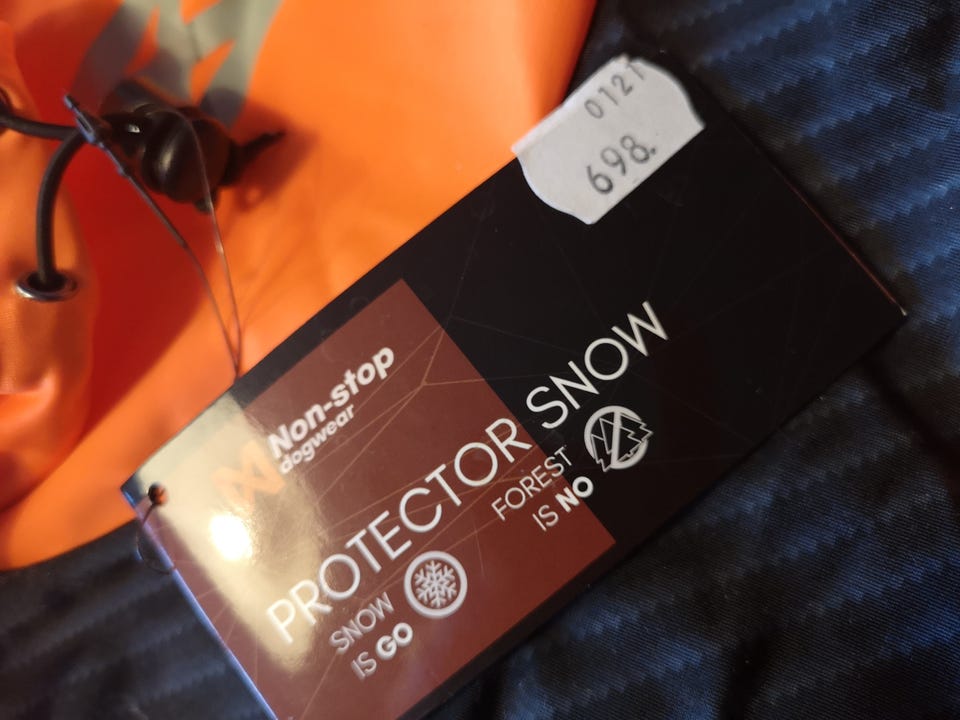 0121
698.
Non-stop
dogwear
PROTECTOR SNOW
SNOW
IS GO
FOREST
IS NO